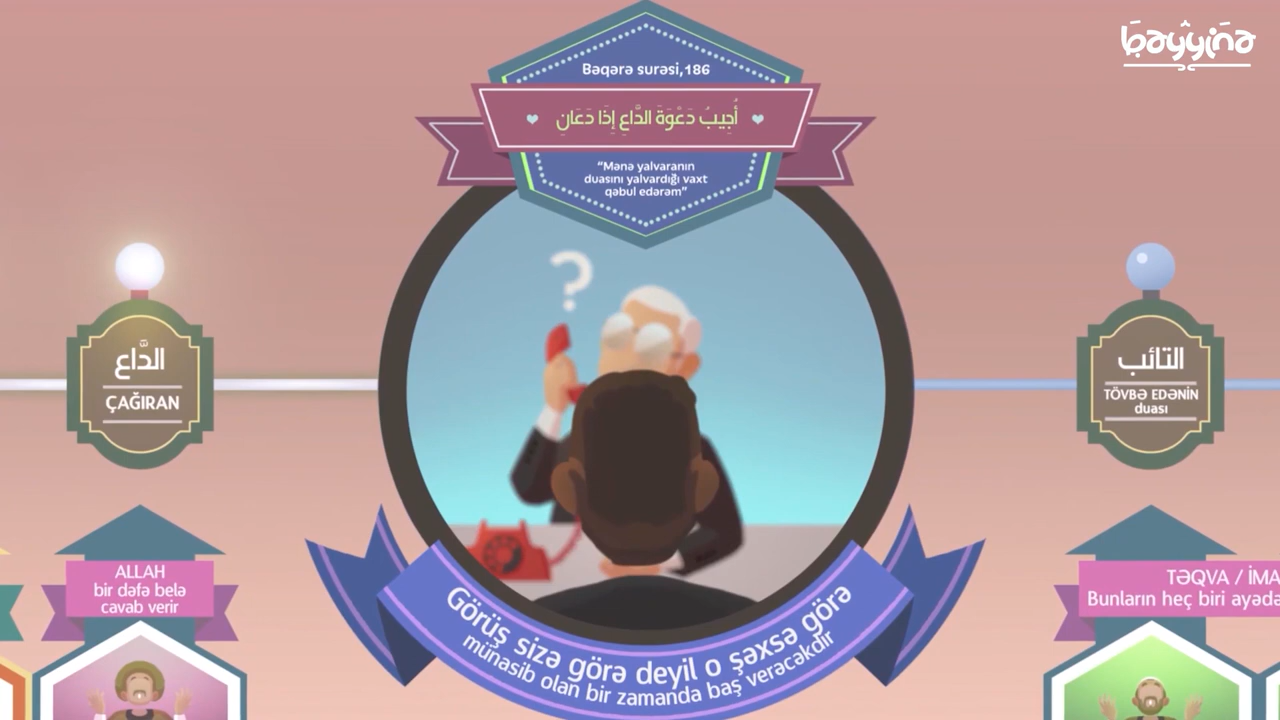 bayyina
Bəqərə surəsi,186
أُجِيبُ دَعْوَةَ الدَّاعِ إِذَا دَعَانِ
“Mənə yalvaranın
duasını yalvardığı vaxt
qəbul edərəm”
?
الدَّاع
ÇAĞIRAN
التائب
TÖVBƏ EDƏNİN
duası
ALLAH
bir dəfə belə
cavab verir
TƏQVA / İMA
Bunların heç biri ayədə
Görüş sizə görə deyil o şəxsə görə
münasib olan bir zamanda baş verəcəkdir